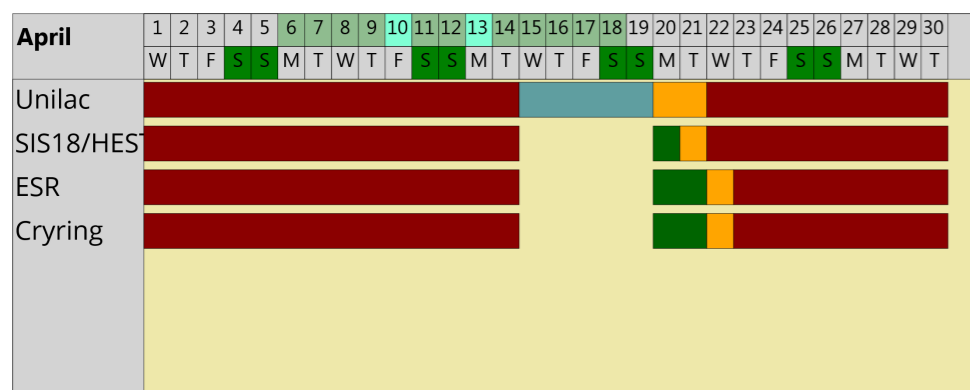 April 1 2 3 4 5 6 7 8 9 10 11 12 13 14 15 16 17 18 19 20 21 22 23 24 25 26 27 28 29 30
W T F S S M T W T F S S M T W T F S S M T W T F S S M T W T
Unilac
SIS18/HEST
ESR
Cryring